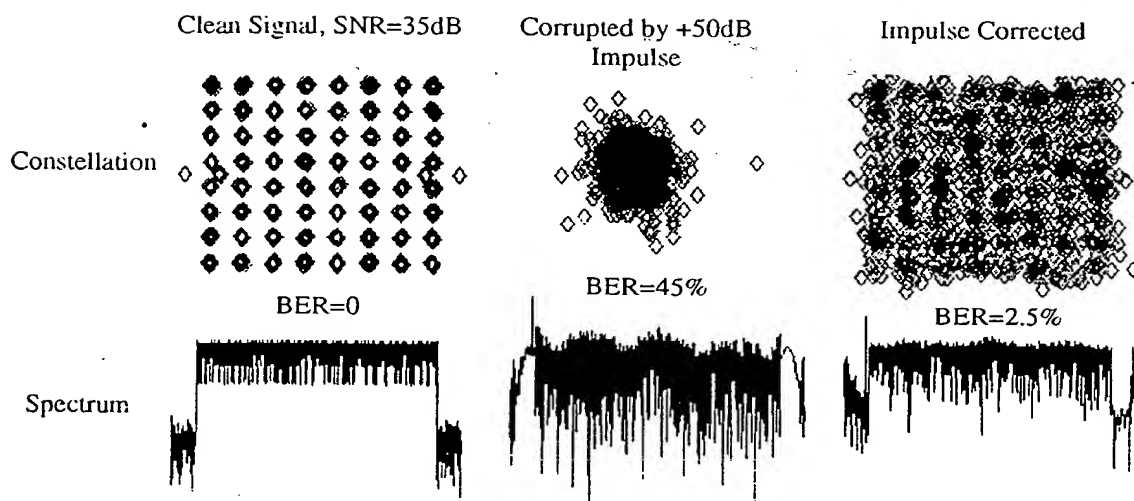 Clean Signal, SNR=35dB
Corrupted by +50dB
Impulse
Impulse Corrected
Constellation
BER=0
BER=45%
BER=2.5%
Spectrum